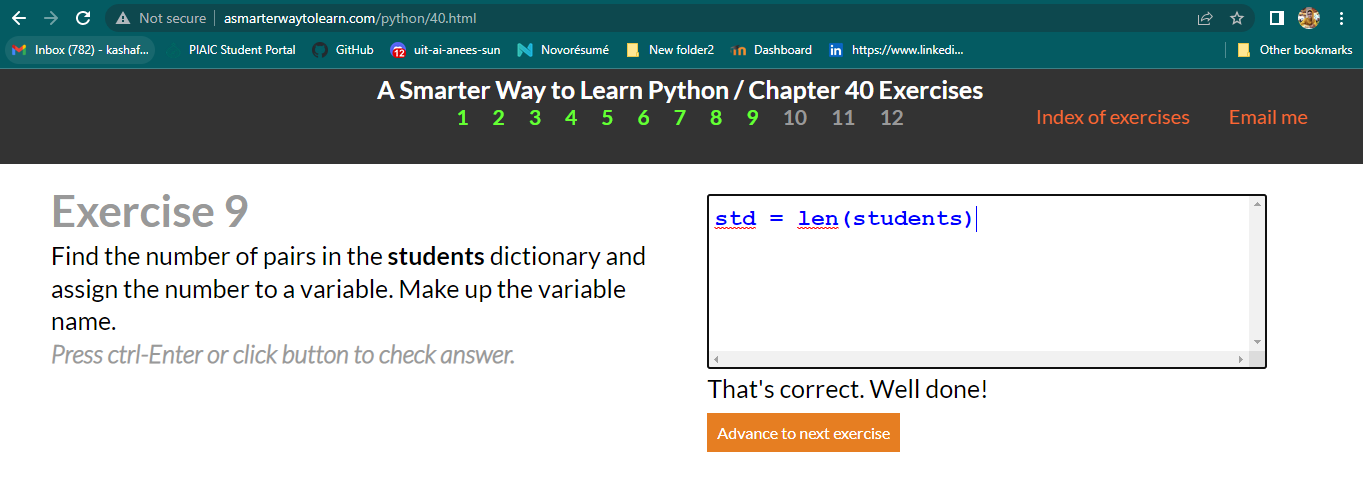 Not secure | asmarterwaytolearn.com/python/40.html
Inbox (782) - kashaf... PIAIC Student Portal GitHub 12 uit-ai-anees-sun Novorésumé New folder2 Dashboard https://www.linkedi... Other bookmarks
A Smarter Way to Learn Python / Chapter 40 Exercises
1 2 3 4 5 6 7 8 9 10 11 12 Index of exercises Email me
Exercise 9
Find the number of pairs in the students dictionary and
assign the number to a variable. Make up the variable
name.
Press ctrl-Enter or click button to check answer.
std = len(students)
That's correct. Well done!
Advance to next exercise